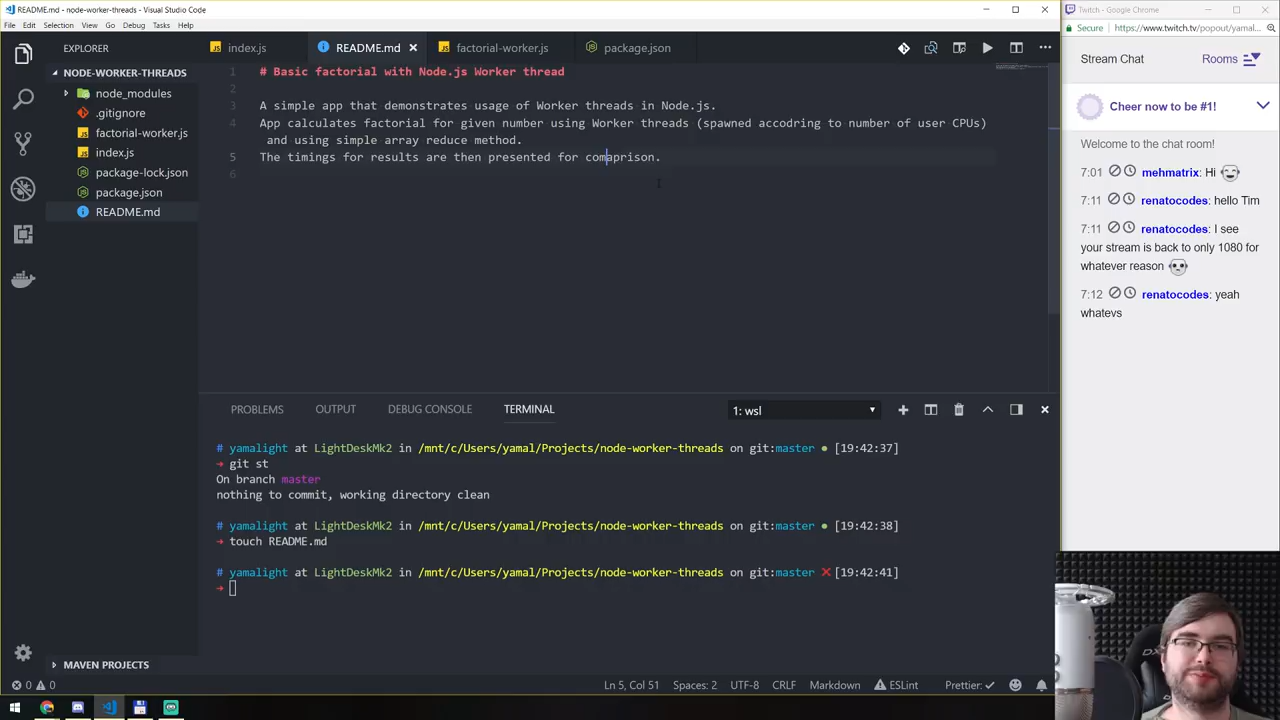 README.md - node-worker-threads - Visual Studio Code
File Edit Selection View Go Debug Tasks Help
EXPLORER
NODE-WORKER-THREADS
node_modules
.gitignore
factorial-worker.js
index.js
package-lock.json
package.json
README.md
MAVEN PROJECTS
index.js README.md factorial-worker.js package.json
1 # Basic factorial with Node.js Worker thread
2
3 A simple app that demonstrates usage of Worker threads in Node.js.
4 App calculates factorial for given number using Worker threads (spawned accodring to number of user CPUs)
and using simple array reduce method.
5 The timings for results are then presented for comaprison.
6
PROBLEMS OUTPUT DEBUG CONSOLE TERMINAL 1: wsl
# yamalight at LightDeskMk2 in /mnt/c/Users/yamal/Projects/node-worker-threads on git:master ● [19:42:37]
➜ git st
On branch master
nothing to commit, working directory clean
# yamalight at LightDeskMk2 in /mnt/c/Users/yamal/Projects/node-worker-threads on git:master ● [19:42:38]
➜ touch README.md
# yamalight at LightDeskMk2 in /mnt/c/Users/yamal/Projects/node-worker-threads on git:master ✗ [19:42:41]
➜
0 0 Ln 5, Col 51 Spaces: 2 UTF-8 CRLF Markdown ESLint Prettier: ✓
Twitch - Google Chrome
Secure https://www.twitch.tv/popout/yamal...
Stream Chat Rooms
Cheer now to be #1!
Welcome to the chat room!
7:01 mehmatrix: Hi
7:11 renatocodes: hello Tim
7:11 renatocodes: I see
your stream is back to only 1080 for
whatever reason
7:12 renatocodes: yeah
whatevs